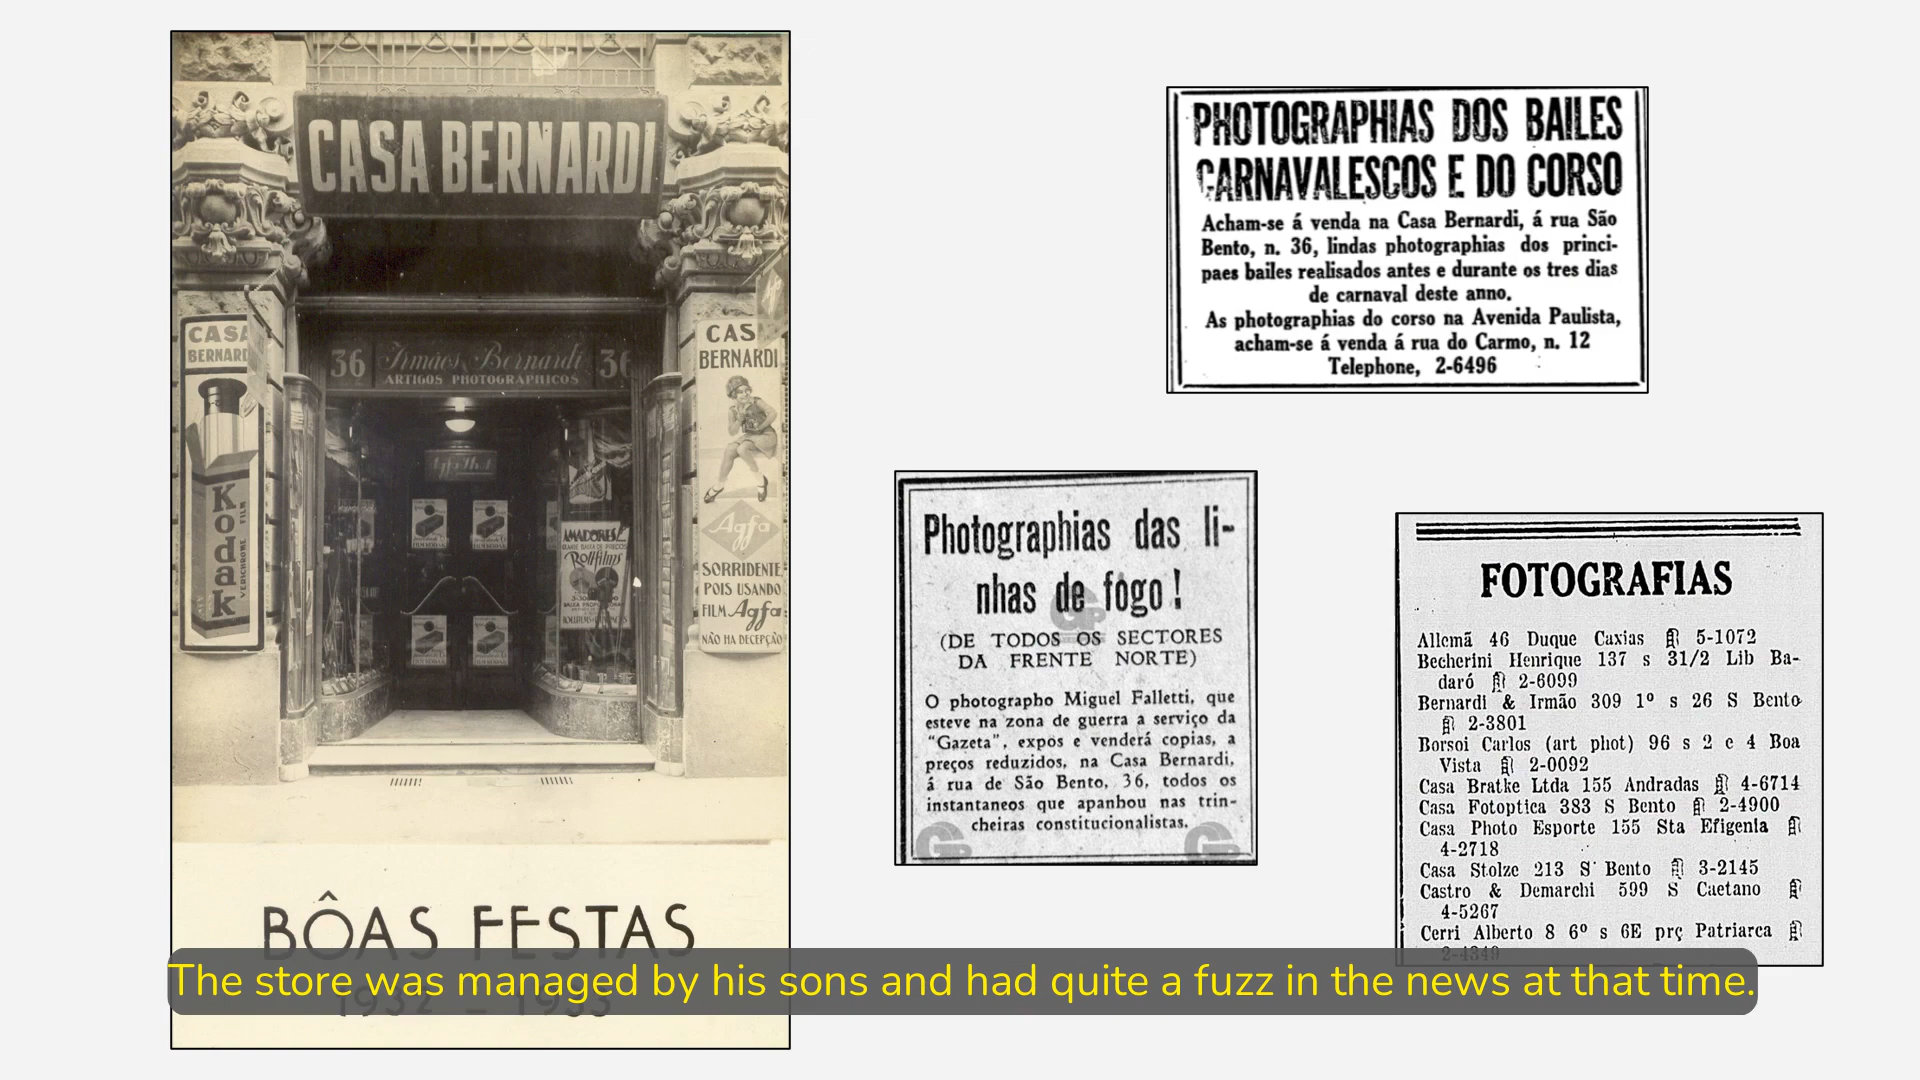 CASA BERNARDI
36 Irmãos Bernardi 36
ARTIGOS PHOTOGRAPHICOS
CASA
BERNARDI
Kodak
VERICHROME FILM
CAS
BERNARDI
Agfa
SORRIDENTE,
POIS USANDO
FILM Agfa
NÃO HA DECEPÇÃO
AMADORES!
Rollfilms
BÔAS FESTAS
1932 - 1933
PHOTOGRAPHIAS DOS BAILES
CARNAVALESCOS E DO CORSO
Acham-se á venda na Casa Bernardi, á rua São
Bento, n. 36, lindas photographias dos princi-
paes bailes realisados antes e durante os tres dias
de carnaval deste anno.
As photographias do corso na Avenida Paulista,
acham-se á venda á rua do Carmo, n. 12
Telephone, 2-6496
Photographias das li-
nhas de fogo!
(DE TODOS OS SECTORES
DA FRENTE NORTE)
O photographo Miguel Falletti, que
esteve na zona de guerra a serviço da
"Gazeta", expos e venderá copias, a
preços reduzidos, na Casa Bernardi,
á rua de São Bento, 36, todos os
instantaneos que apanhou nas trin-
cheiras constitucionalistas.
FOTOGRAFIAS
Allemã 46 Duque Caxias 5-1072
Becherini Henrique 137 s 31/2 Lib Ba-
daró 2-6099
Bernardi & Irmão 309 1º s 26 S Bento
2-3801
Borsoi Carlos (art phot) 96 s 2 e 4 Boa
Vista 2-0092
Casa Bratke Ltda 155 Andradas 4-6714
Casa Fotoptica 383 S Bento 2-4900
Casa Photo Esporte 155 Sta Efigenia
4-2718
Casa Stolze 213 S Bento 3-2145
Castro & Demarchi 599 S Caetano
4-5267
Cerri Alberto 8 6º s 6E prç Patriarca
2-4349
The store was managed by his sons and had quite a fuzz in the news at that time.